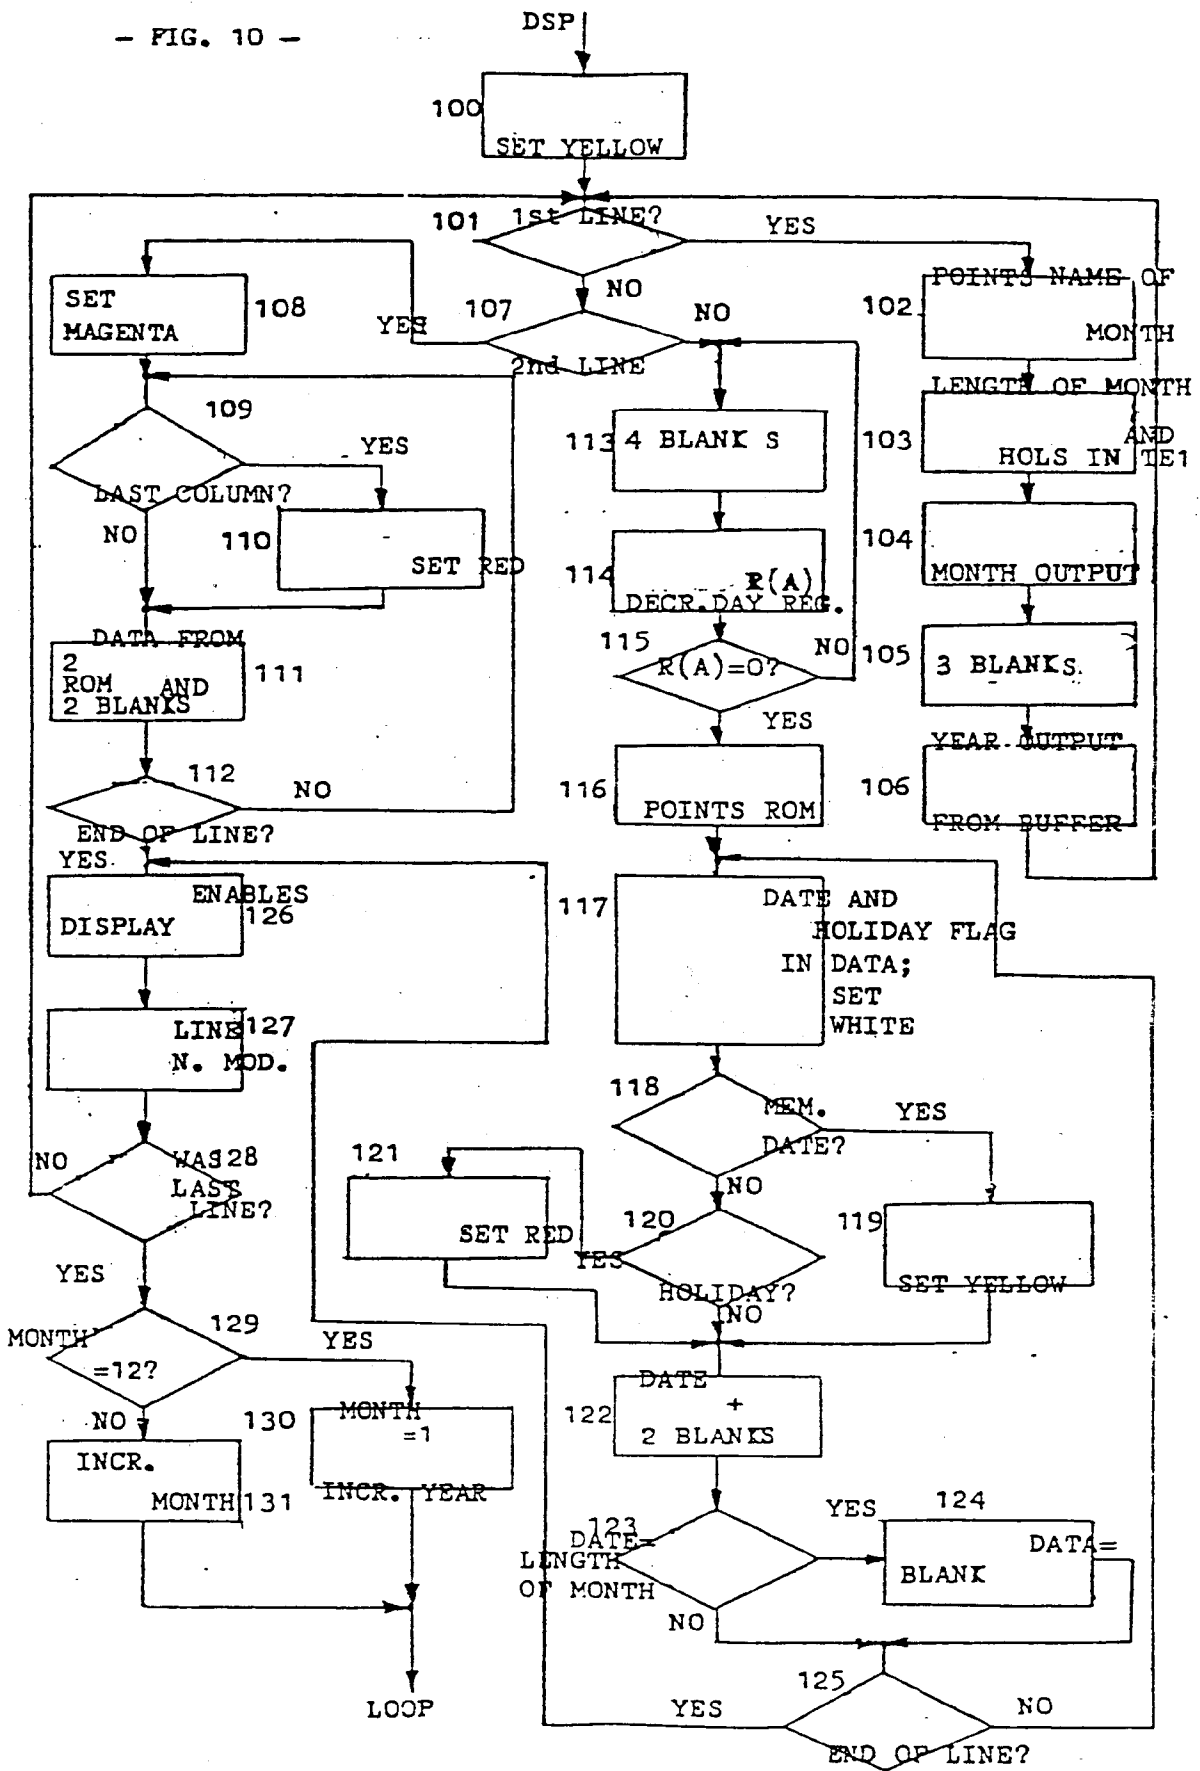 - FIG. 10 -
DSP
100
SET YELLOW
101
1st LINE?
YES
NO
POINTS NAME OF
102
MONTH
LENGTH OF MONTH
103
AND
HOLS IN TE1
104
MONTH OUTPUT
105
3 BLANKS
YEAR OUTPUT
106
FROM BUFFER
107
2nd LINE
YES
NO
108
SET
MAGENTA
109
LAST COLUMN?
YES
NO
110
SET RED
DATA FROM
2
ROM AND
2 BLANKS
111
112
END OF LINE?
NO
YES
113
4 BLANK S
114
R(A)
DECR.DAY REG.
115
R(A)=0?
NO
YES
116
POINTS ROM
117
DATE AND
HOLIDAY FLAG
IN DATA;
SET
WHITE
118
MEM.
DATE?
YES
NO
119
SET YELLOW
120
HOLIDAY?
YES
NO
121
SET RED
122
DATE
+
2 BLANKS
123
DATE=
LENGTH
OF MONTH
YES
NO
124
DATA=
BLANK
125
END OF LINE?
YES
NO
ENABLES
126
DISPLAY
LINE
127
N. MOD.
WAS
128
LAST
LINE?
NO
YES
129
MONTH
=12?
YES
NO
130
MONTH
=1
INCR. YEAR
INCR.
MONTH
131
LOOP